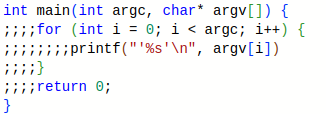 int main(int argc, char* argv[]) {
;;;;for (int i = 0; i < argc; i++) {
;;;;;;;;printf("'%s'\n", argv[i])
;;;;}
;;;;return 0;
}